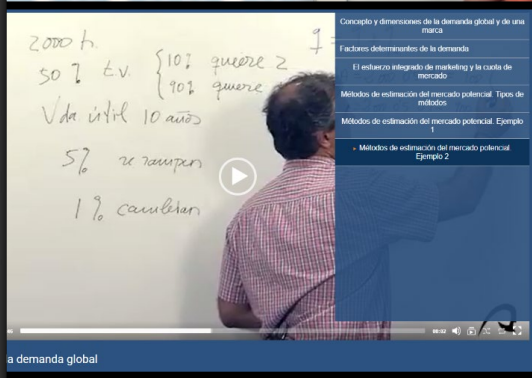 2000 h.
50% t.v. { 10% quiere 2
90% quiere
Vida útil 10 años
5% se rompen
1% cambian
q =
Concepto y dimensiones de la demanda global y de una
marca
Factores determinantes de la demanda
El esfuerzo integrado de marketing y la cuota de
mercado
Métodos de estimación del mercado potencial. Tipos de
métodos
Métodos de estimación del mercado potencial. Ejemplo
1
▸ Métodos de estimación del mercado potencial.
Ejemplo 2
a demanda global